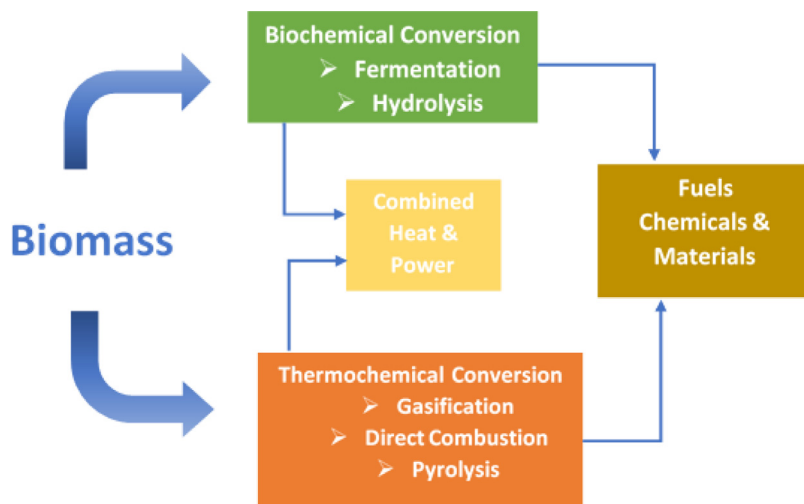 Biochemical Conversion
➢ Fermentation
➢ Hydrolysis
Combined
Heat &
Power
Fuels
Chemicals &
Materials
Biomass
Thermochemical Conversion
➢ Gasification
➢ Direct Combustion
➢ Pyrolysis